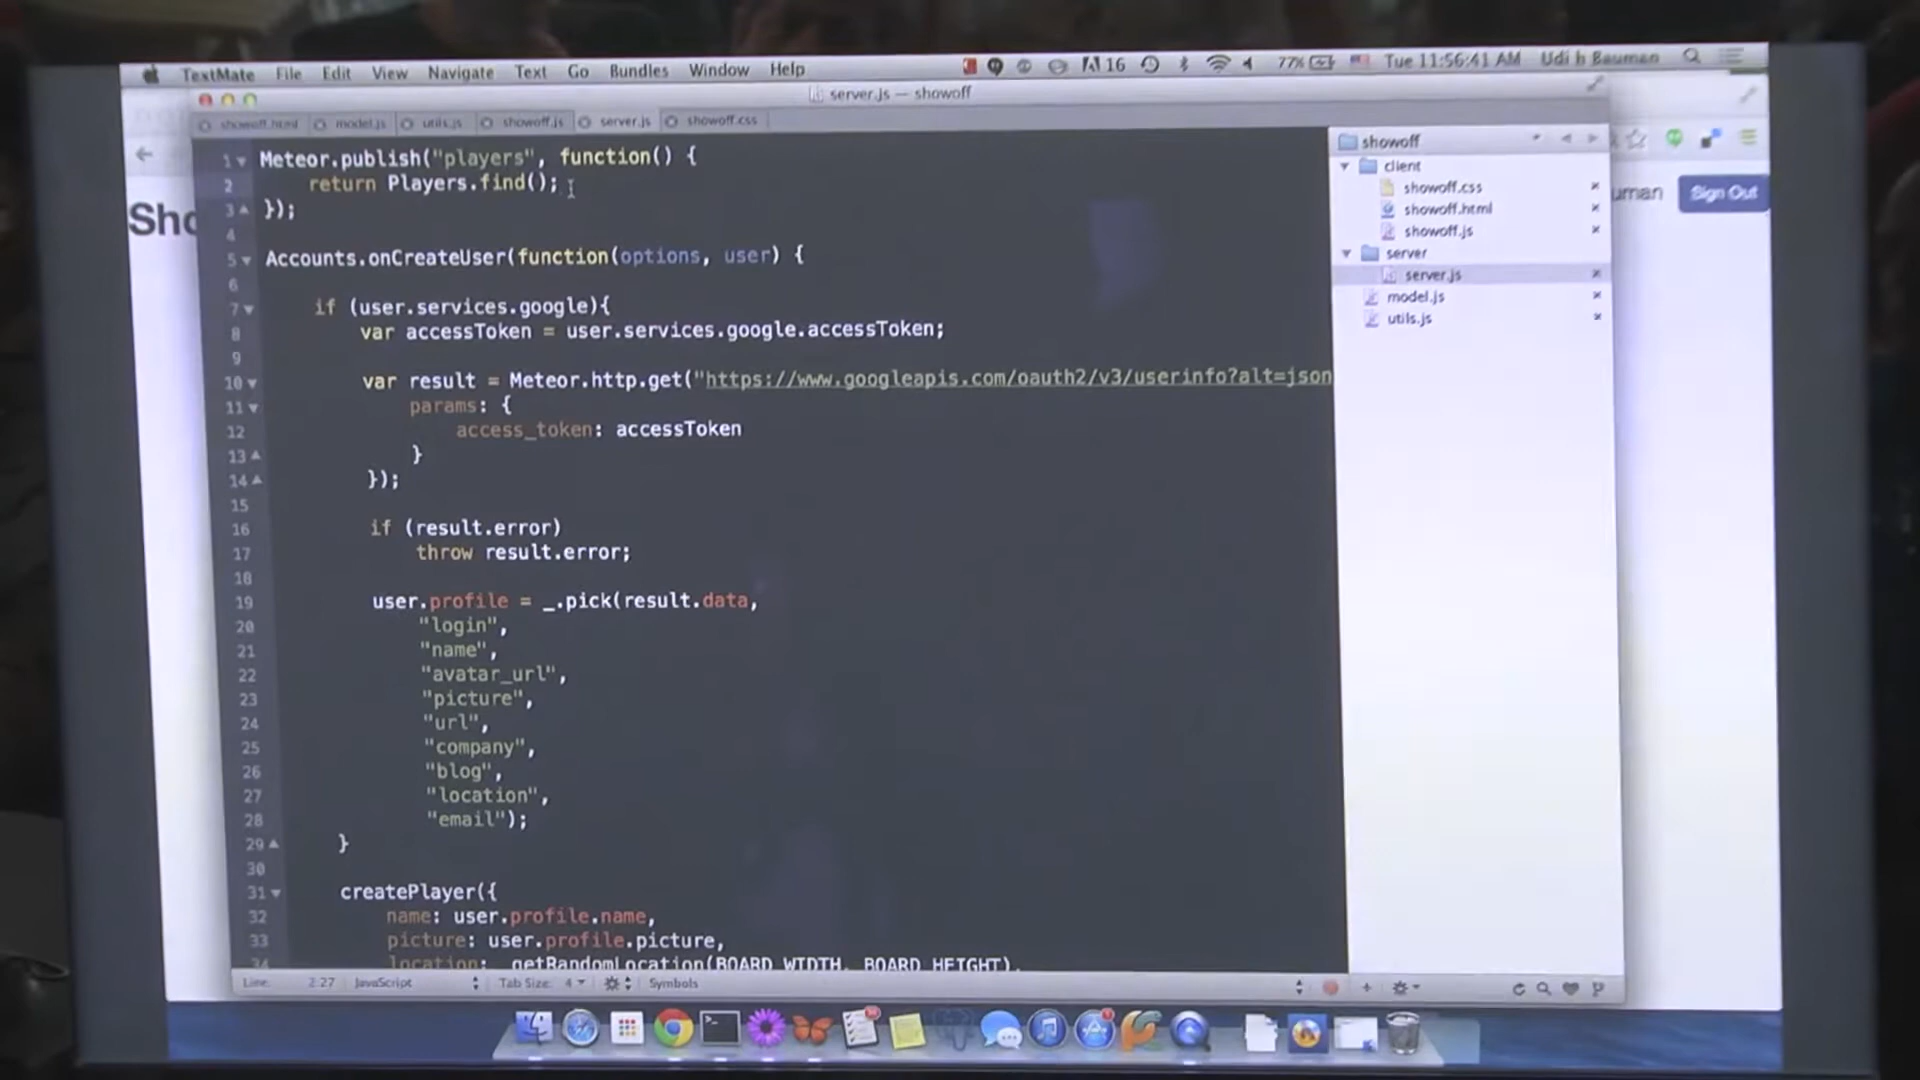 TextMate File Edit View Navigate Text Go Bundles Window Help
16 77% Tue 11:56:41 AM Udi h Bauman
server.js — showoff
showoff.html model.js utils.js showoff.js server.js showoff.css
Sho
uman Sign Out
1 Meteor.publish("players", function() {
2 return Players.find();
3 });
4
5 Accounts.onCreateUser(function(options, user) {
6
7 if (user.services.google){
8 var accessToken = user.services.google.accessToken;
9
10 var result = Meteor.http.get("https://www.googleapis.com/oauth2/v3/userinfo?alt=json
11 params: {
12 access_token: accessToken
13 }
14 });
15
16 if (result.error)
17 throw result.error;
18
19 user.profile = _.pick(result.data,
20 "login",
21 "name",
22 "avatar_url",
23 "picture",
24 "url",
25 "company",
26 "blog",
27 "location",
28 "email");
29 }
30
31 createPlayer({
32 name: user.profile.name,
33 picture: user.profile.picture,
34 location: getRandomLocation(BOARD_WIDTH, BOARD_HEIGHT),
showoff
client
showoff.css
showoff.html
showoff.js
server
server.js
model.js
utils.js
Line: 2:27 JavaScript Tab Size: 4 Symbols